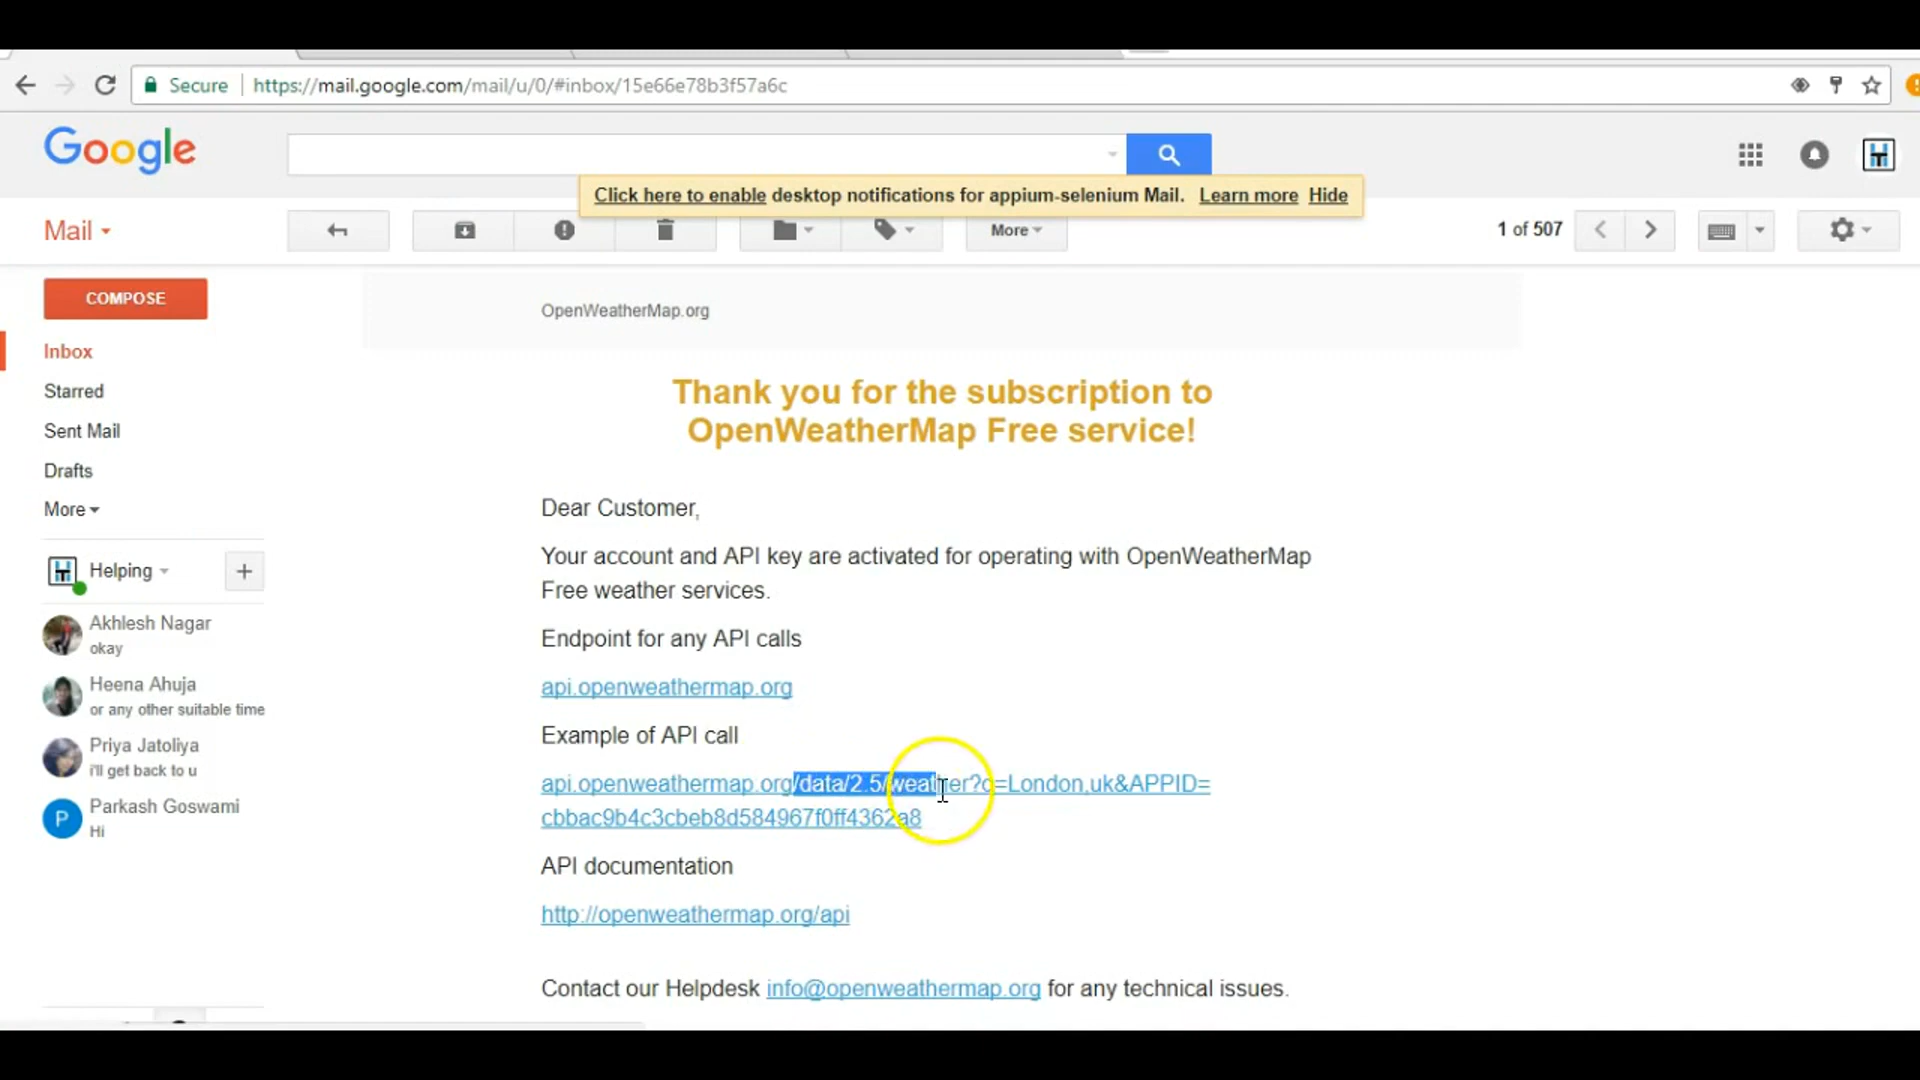 Secure https://mail.google.com/mail/u/0/#inbox/15e66e78b3f57a6c
Google
Click here to enable desktop notifications for appium-selenium Mail. Learn more Hide
Mail
More
1 of 507
COMPOSE
Inbox
Starred
Sent Mail
Drafts
More
Helping
Akhlesh Nagar
okay
Heena Ahuja
or any other suitable time
Priya Jatoliya
i'll get back to u
P
Parkash Goswami
Hi
OpenWeatherMap.org
Thank you for the subscription to
OpenWeatherMap Free service!
Dear Customer,
Your account and API key are activated for operating with OpenWeatherMap
Free weather services.
Endpoint for any API calls
api.openweathermap.org
Example of API call
api.openweathermap.org/data/2.5/weather?q=London,uk&APPID=
cbbac9b4c3cbeb8d584967f0ff4362a8
API documentation
http://openweathermap.org/api
Contact our Helpdesk info@openweathermap.org for any technical issues.